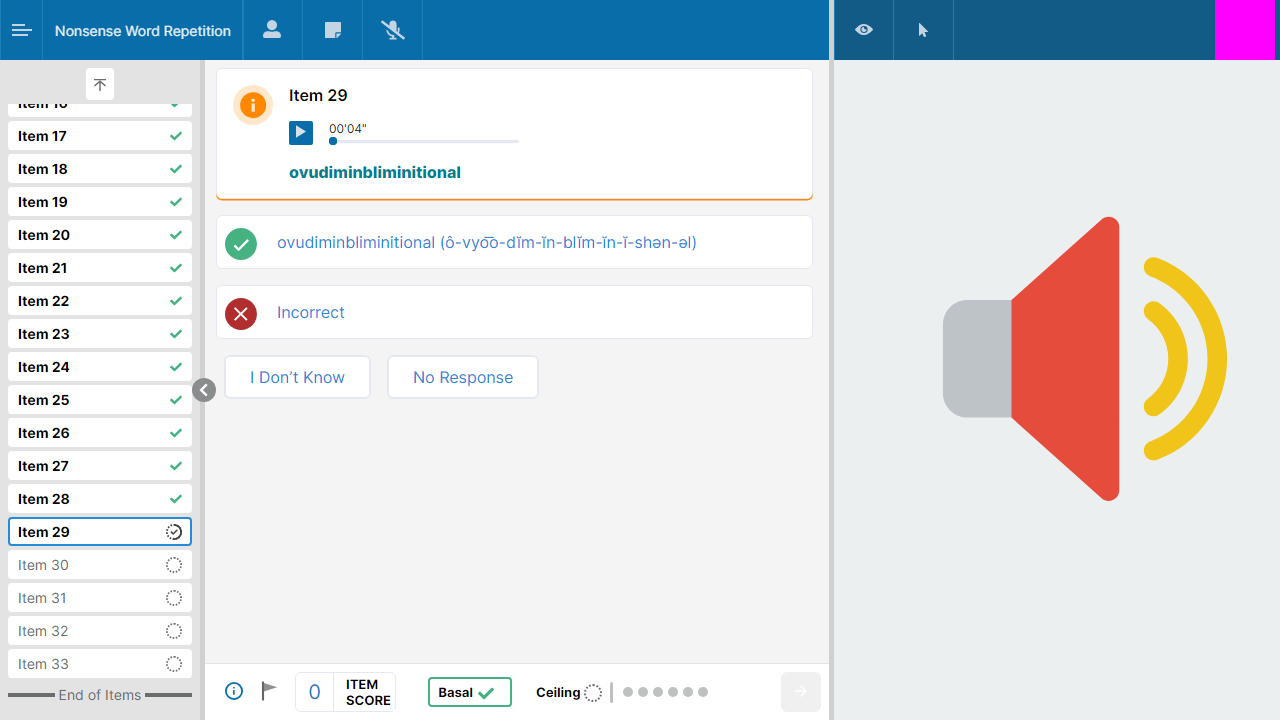 Nonsense Word Repetition
Item 16
Item 17
Item 18
Item 19
Item 20
Item 21
Item 22
Item 23
Item 24
Item 25
Item 26
Item 27
Item 28
Item 29
Item 30
Item 31
Item 32
Item 33
End of Items
Item 29
00'04"
ovudiminbliminitional
ovudiminbliminitional (ô-vyo͞o-dĭm-ĭn-blĭm-ĭn-ĭ-shən-əl)
Incorrect
I Don’t Know
No Response
0
ITEM
SCORE
Basal
Ceiling